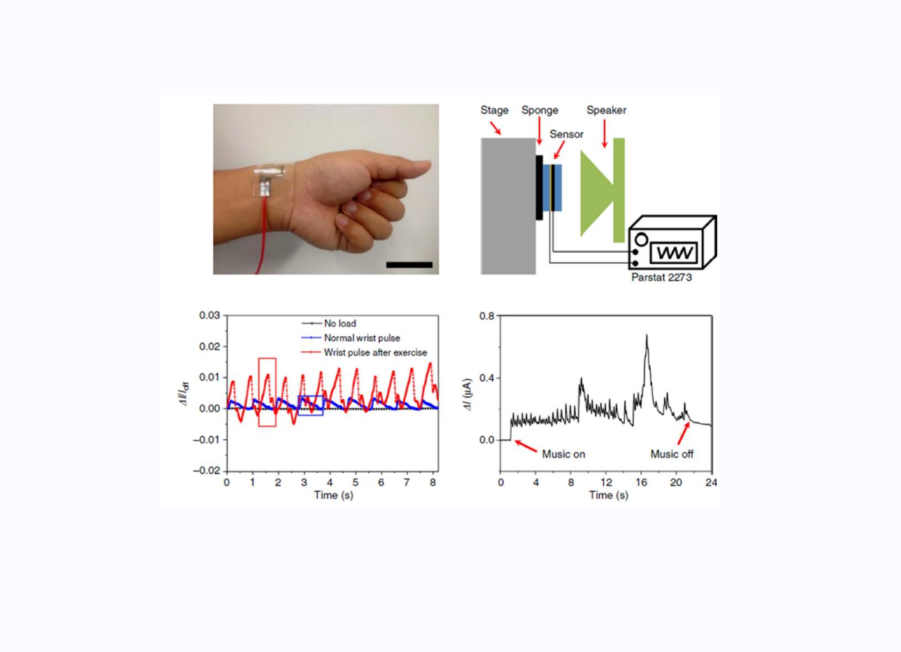 Stage Sponge Speaker
Sensor
Parstat 2273
0.03
0.02
0.01
0.00
−0.01
−0.02
ΔI/Ioff
No load
Normal wrist pulse
Wrist pulse after exercise
0 1 2 3 4 5 6 7 8
Time (s)
0.8
0.4
0.0
ΔI (µA)
Music on
Music off
0 4 8 12 16 20 24
Time (s)